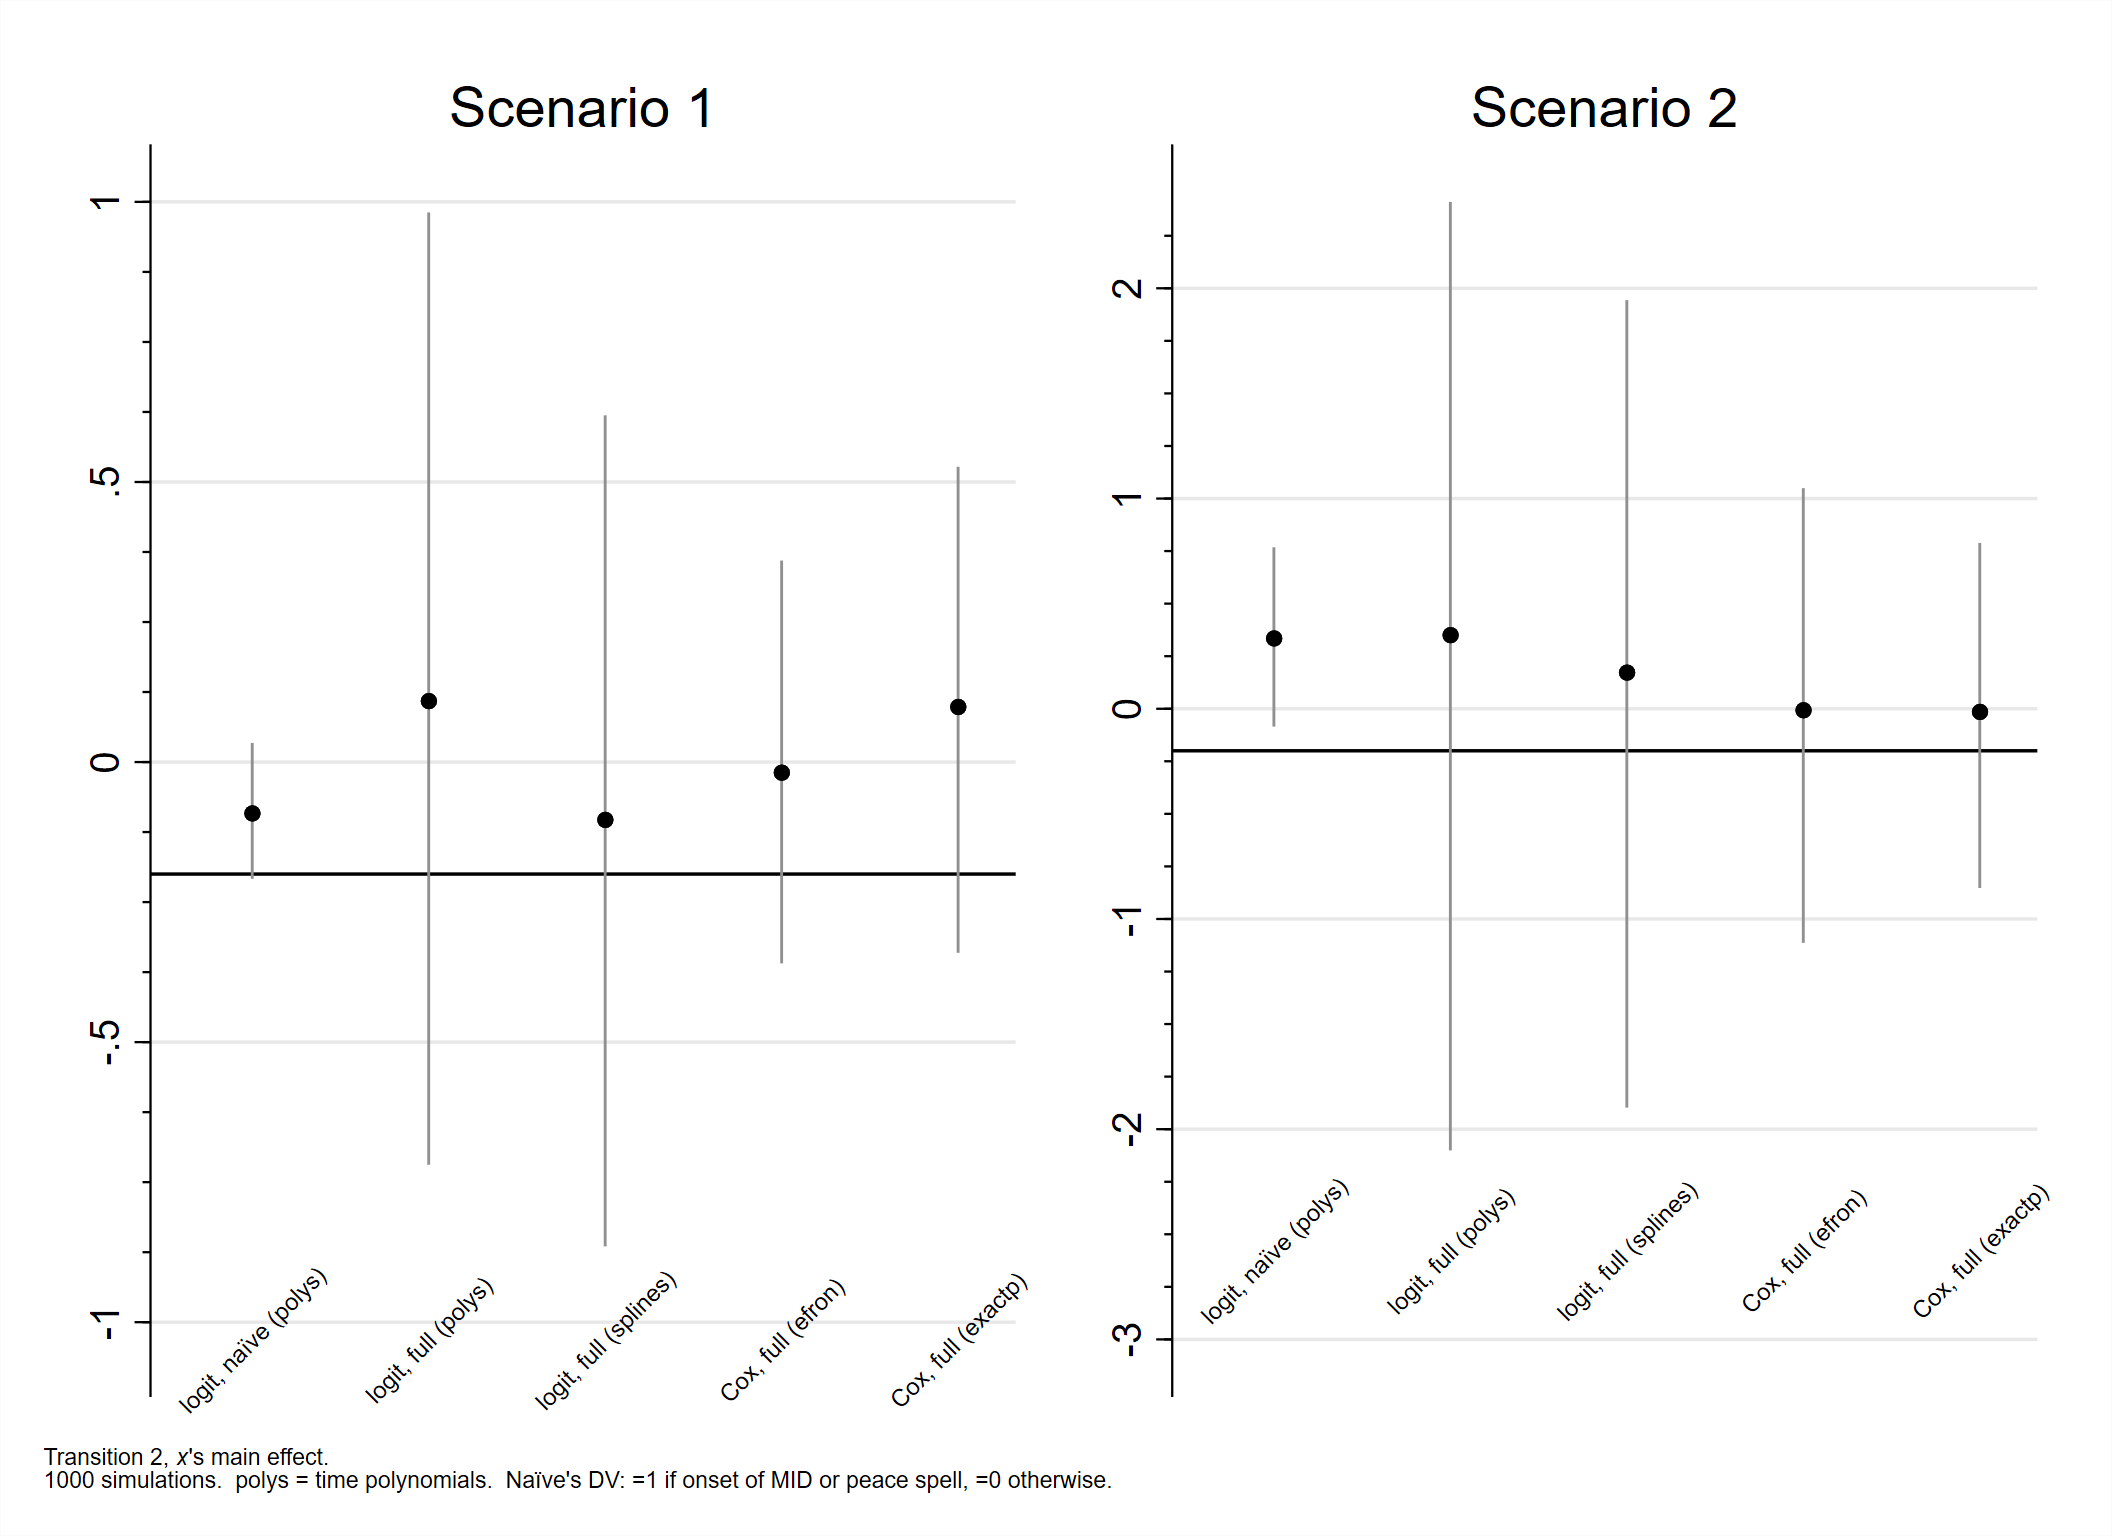 Scenario 1
1
.5
0
-.5
-1
logit, naïve (polys)
logit, full (polys)
logit, full (splines)
Cox, full (efron)
Cox, full (exactp)
Scenario 2
2
1
0
-1
-2
-3
logit, naïve (polys)
logit, full (polys)
logit, full (splines)
Cox, full (efron)
Cox, full (exactp)
Transition 2, x's main effect.
1000 simulations.  polys = time polynomials.  Naïve's DV: =1 if onset of MID or peace spell, =0 otherwise.